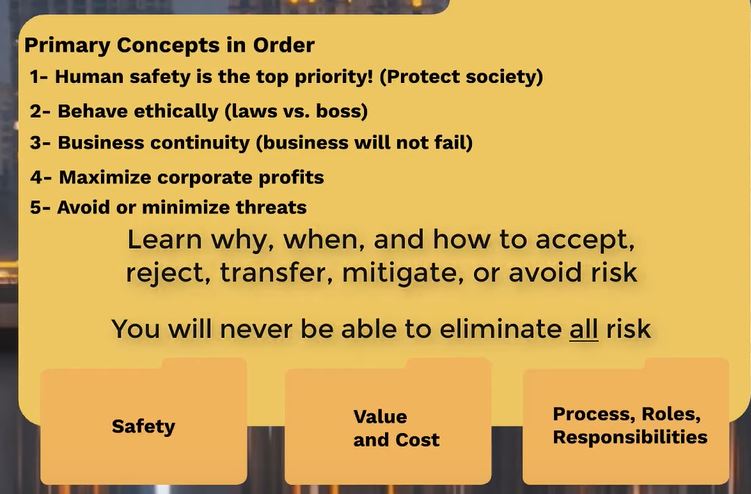 Primary Concepts in Order
1- Human safety is the top priority! (Protect society)
2- Behave ethically (laws vs. boss)
3- Business continuity (business will not fail)
4- Maximize corporate profits
5- Avoid or minimize threats
Learn why, when, and how to accept,
reject, transfer, mitigate, or avoid risk
You will never be able to eliminate all risk
Safety
Value
and Cost
Process, Roles,
Responsibilities